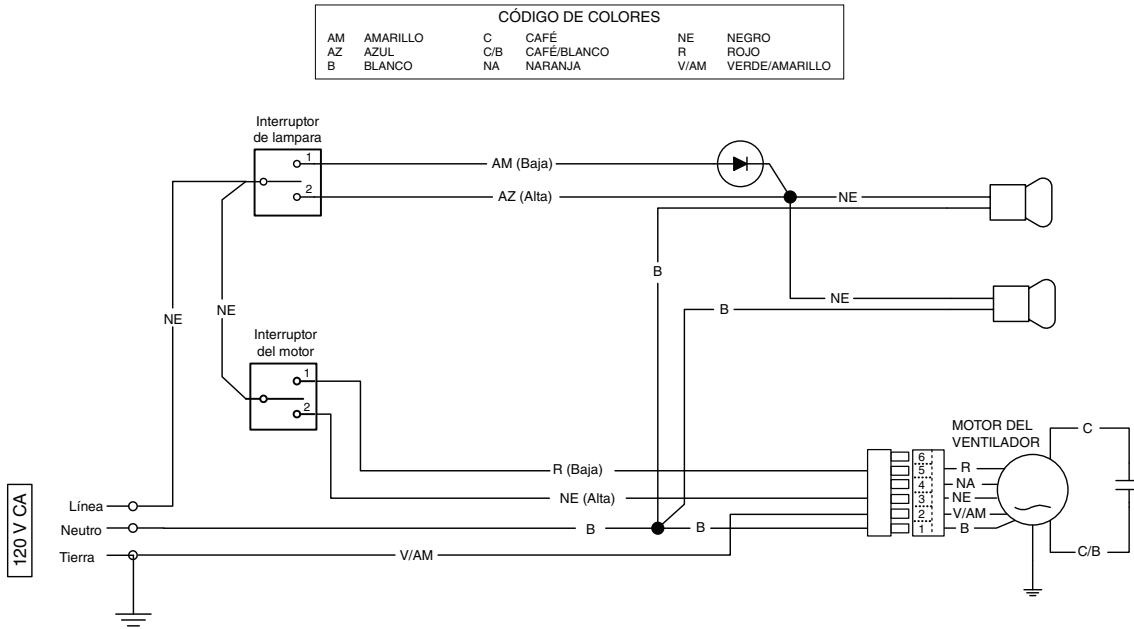 CÓDIGO DE COLORES
AM AMARILLO C CAFÉ NE NEGRO
AZ AZUL C/B CAFÉ/BLANCO R ROJO
B BLANCO NA NARANJA V/AM VERDE/AMARILLO
Interruptor
de lampara
1
2
AM (Baja)
AZ (Alta)
NE
B
NE
B
NE
NE
Interruptor
del motor
1
2
MOTOR DEL
VENTILADOR
C
R (Baja)
NE (Alta)
6
5 R
4 NA
3 NE
2 V/AM
1 B
C/B
120 V CA
Línea
Neutro
Tierra
B
B
V/AM